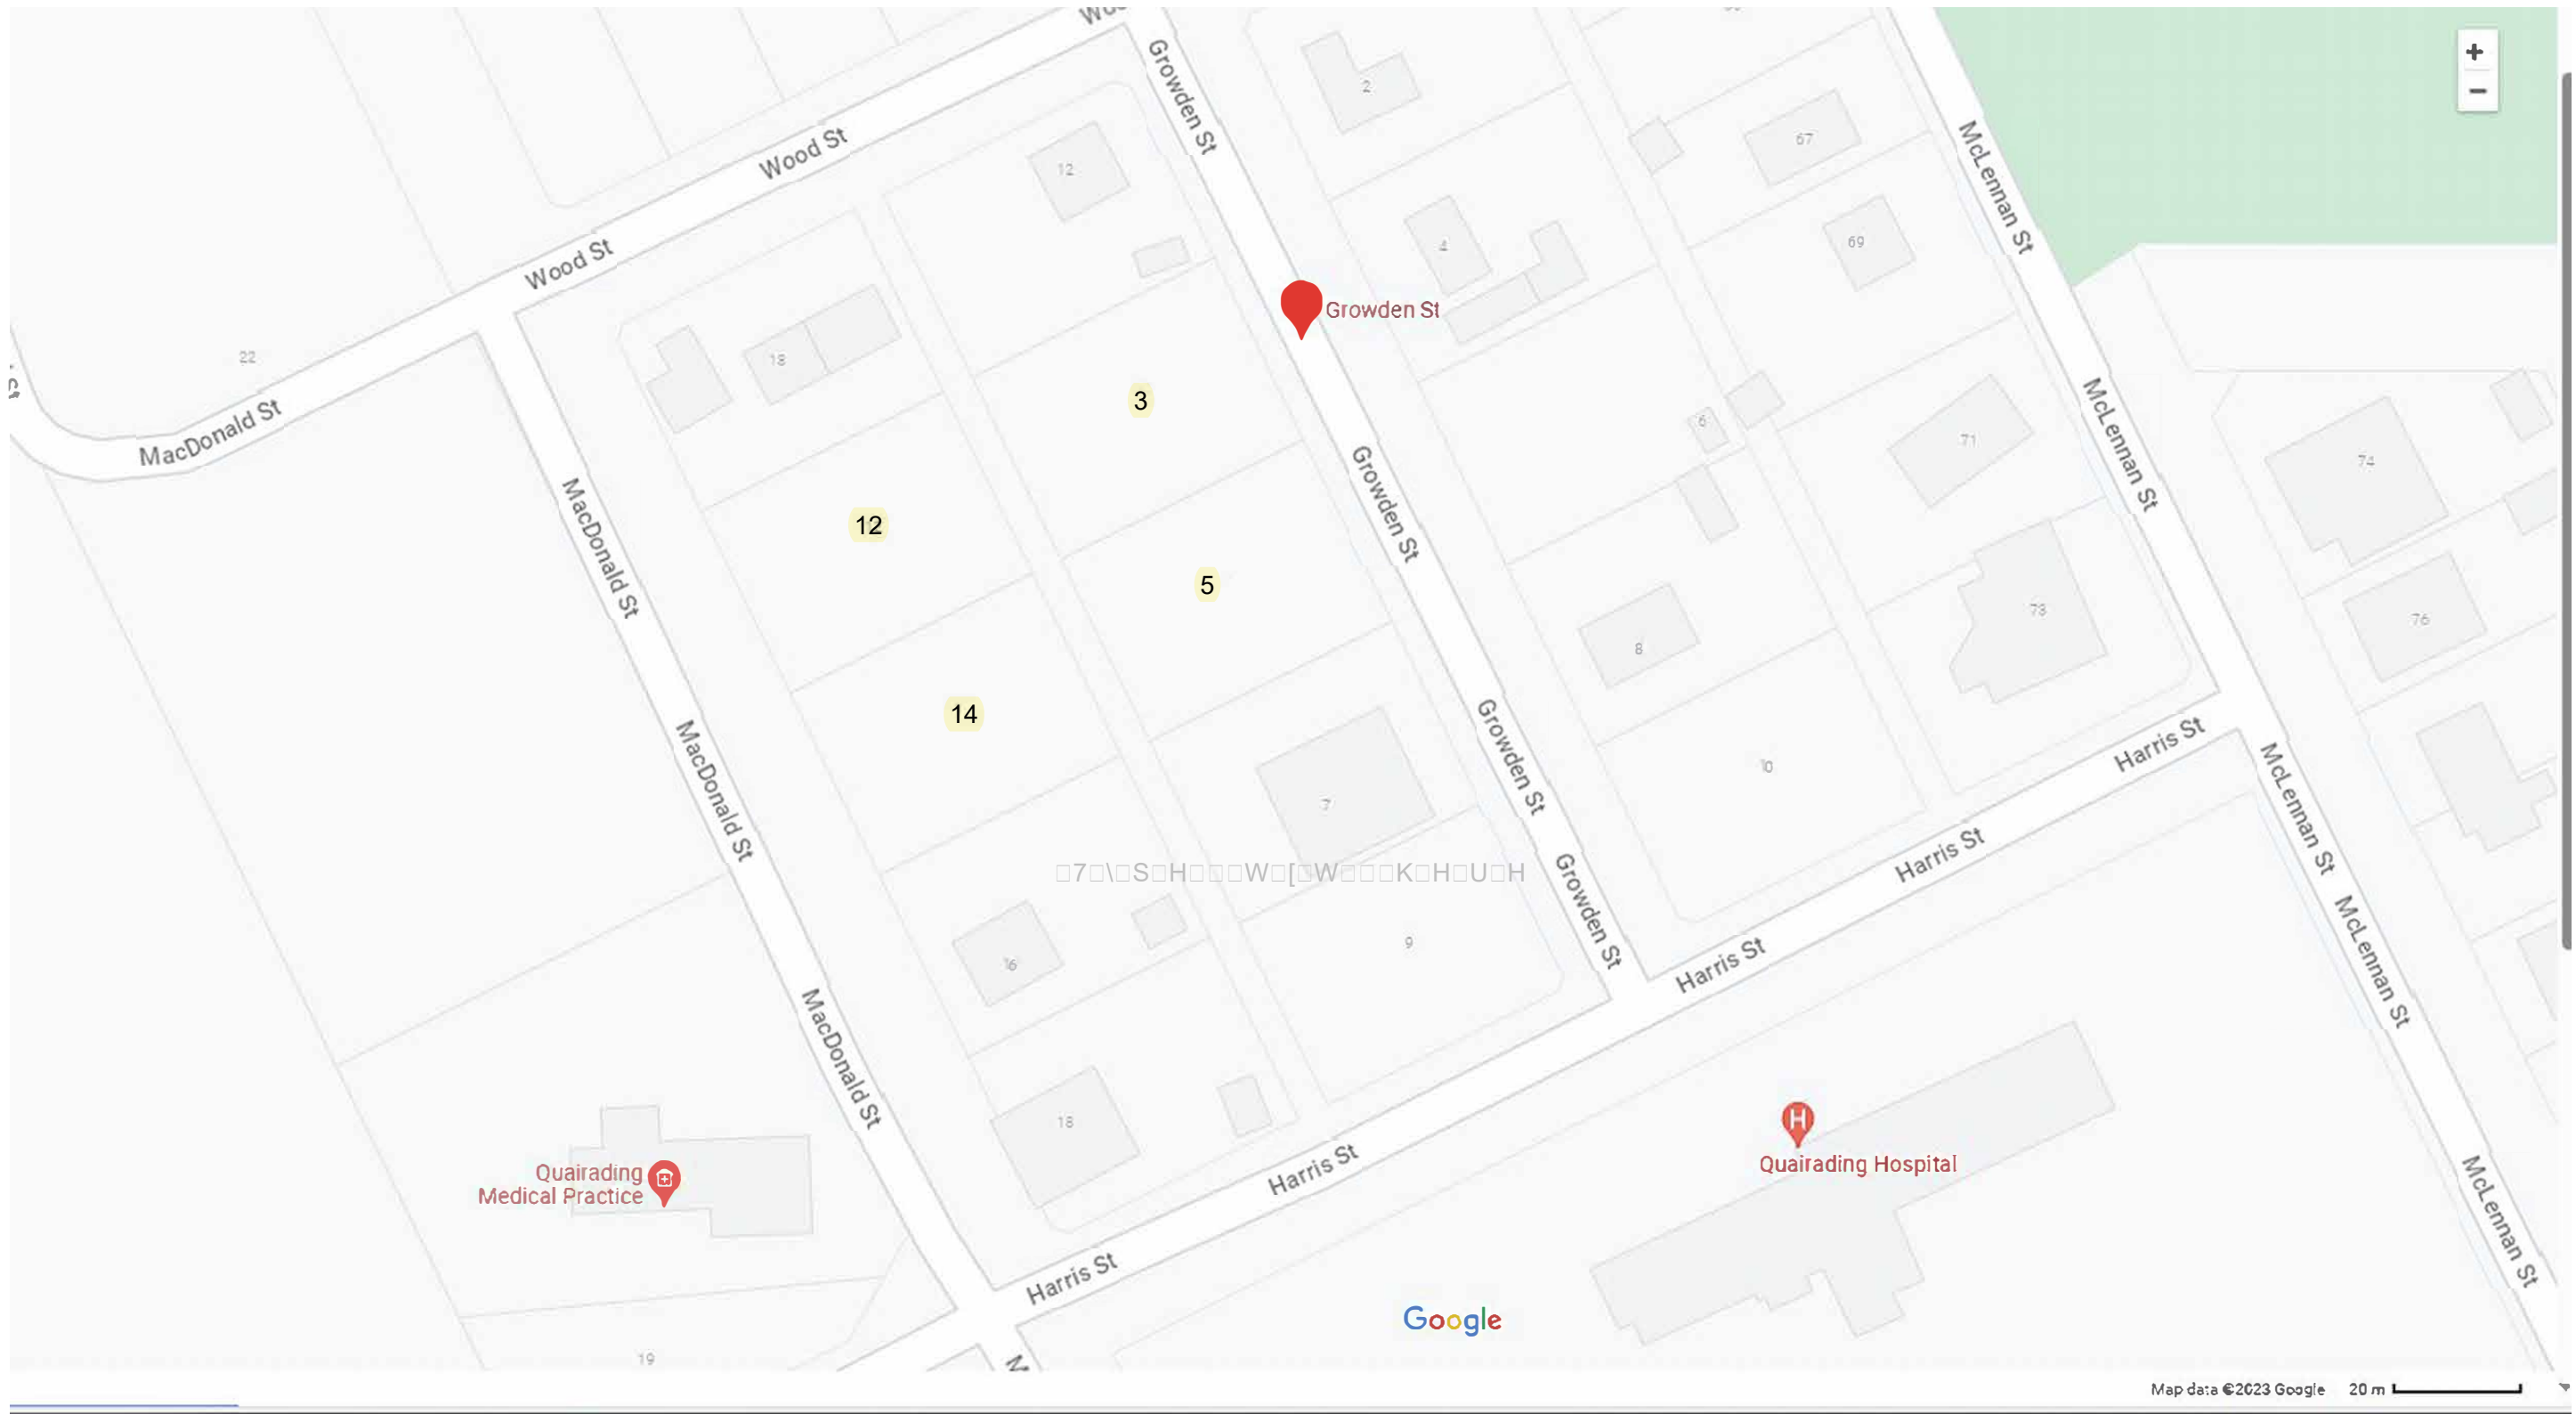 Wood St
Growden St
2
67
McLennan St
12
Wood St
4
69
Growden St
22
18
3
6
71
McLennan St
MacDonald St
12
Growden St
74
MacDonald St
5
8
73
76
14
Growden St
10
Harris St
MacDonald St
7
McLennan St
Growden St
Harris St
McLennan St
16
9
Harris St
MacDonald St
18
H
Quairading Hospital
Quairading
Medical Practice
Harris St
McLennan St
Harris St
Google
19
Map data ©2023 Google 20 m